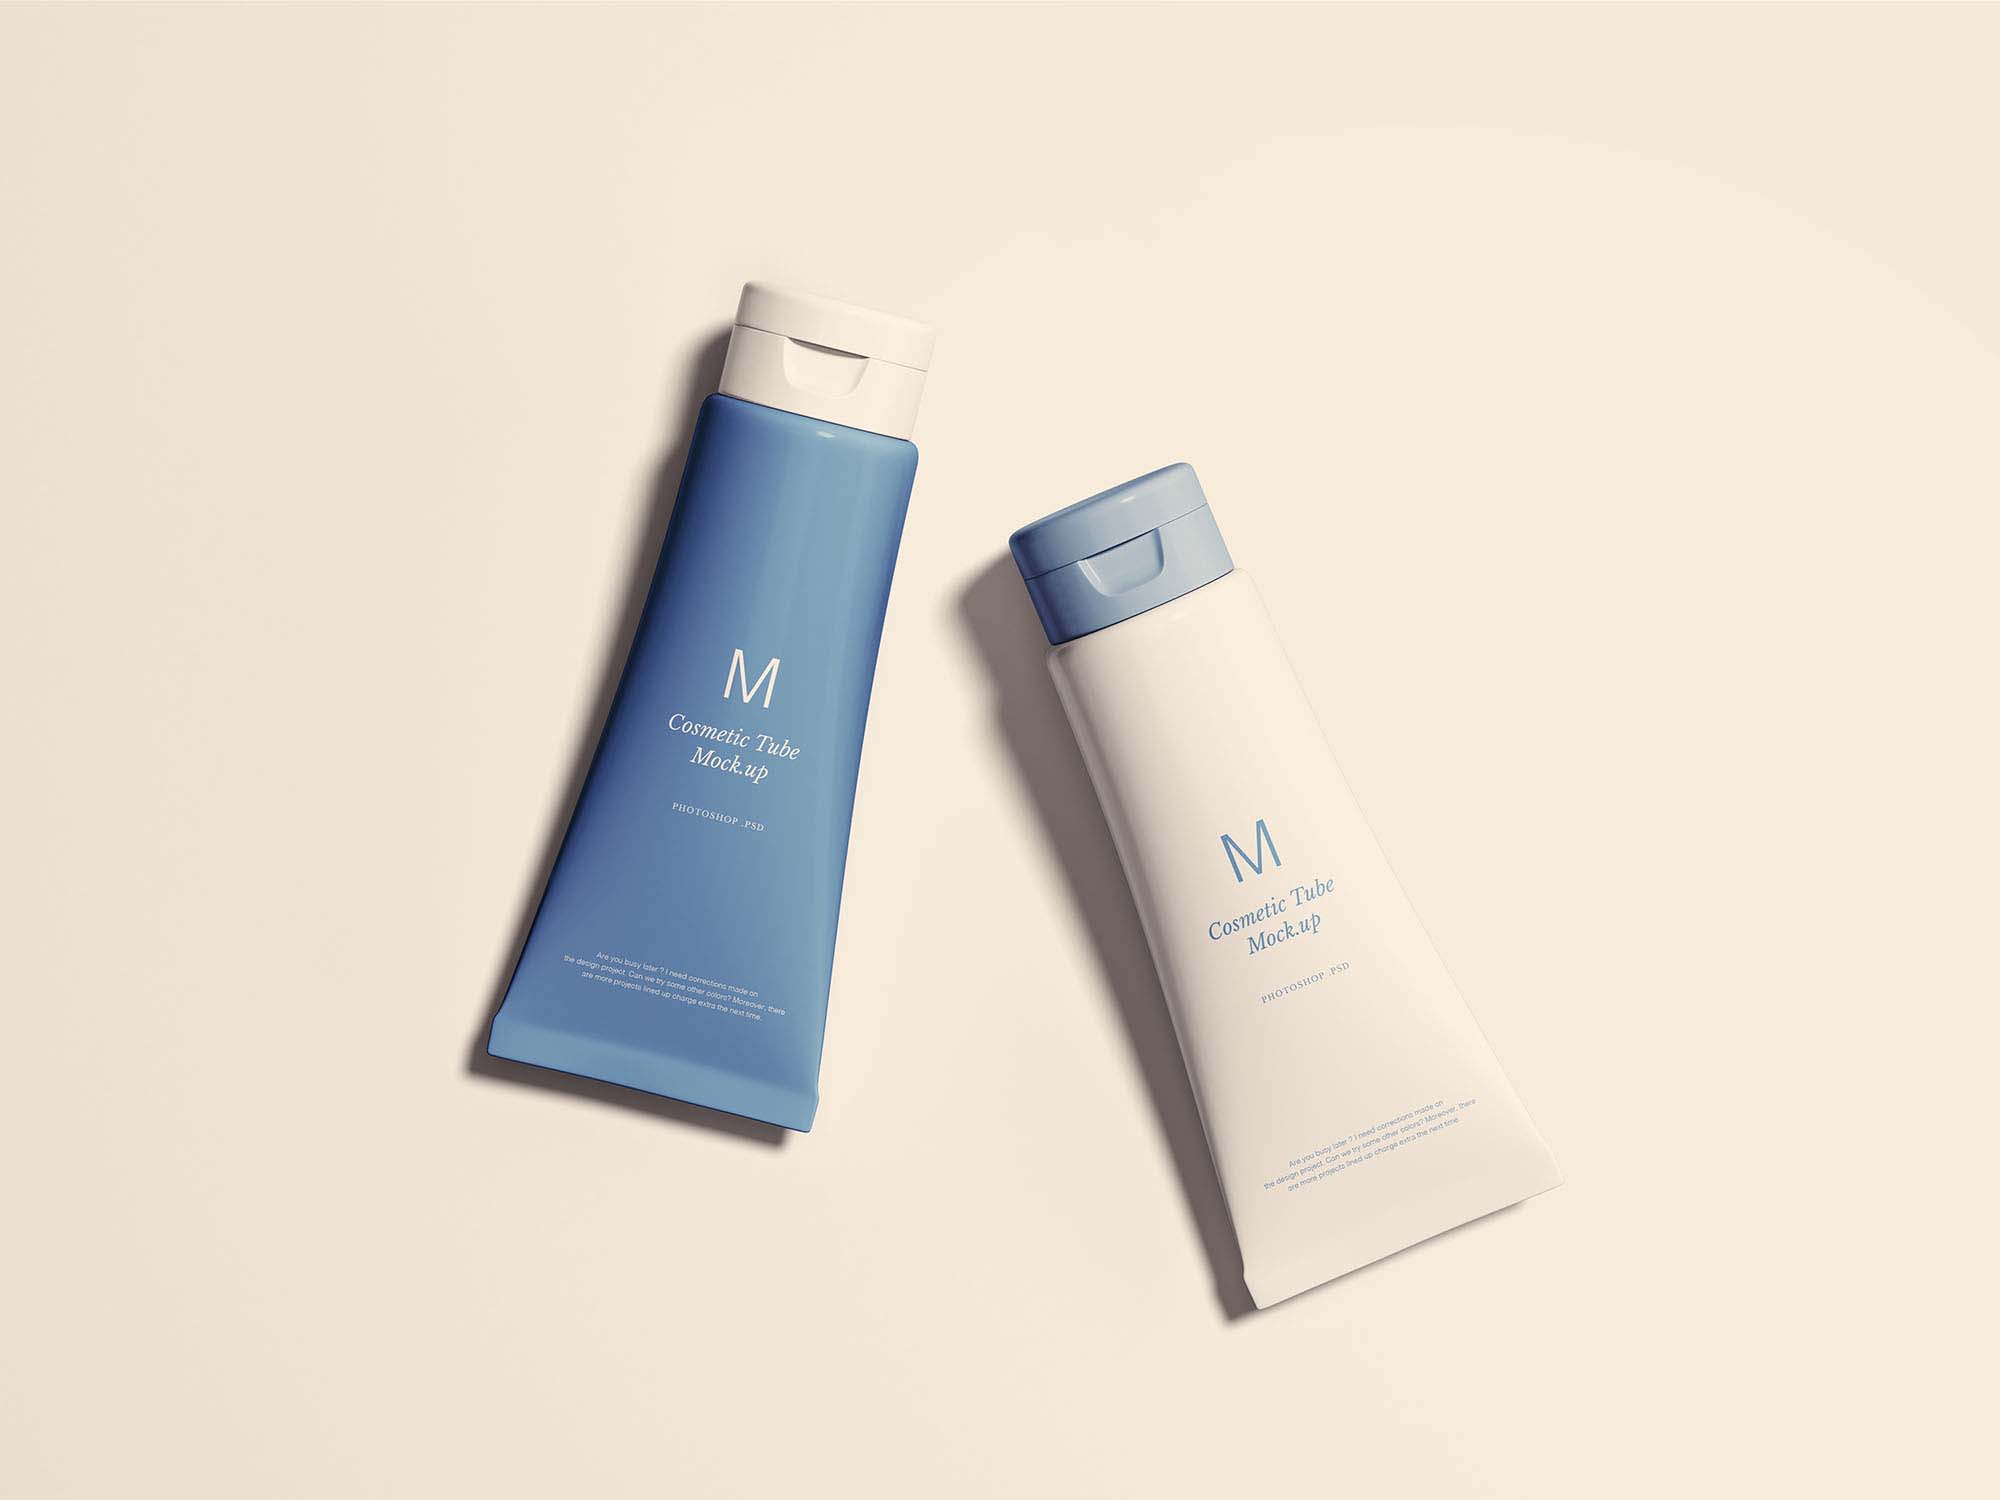 M
Cosmetic Tube
Mock.up
PHOTOSHOP .PSD
Are you busy later ? I need corrections made on
the design project. Can we try some other colors? Moreover, there
are more projects lined up charge extra the next time.
M
Cosmetic Tube
Mock.up
PHOTOSHOP .PSD
Are you busy later ? I need corrections made on
the design project. Can we try some other colors? Moreover, there
are more projects lined up charge extra the next time.